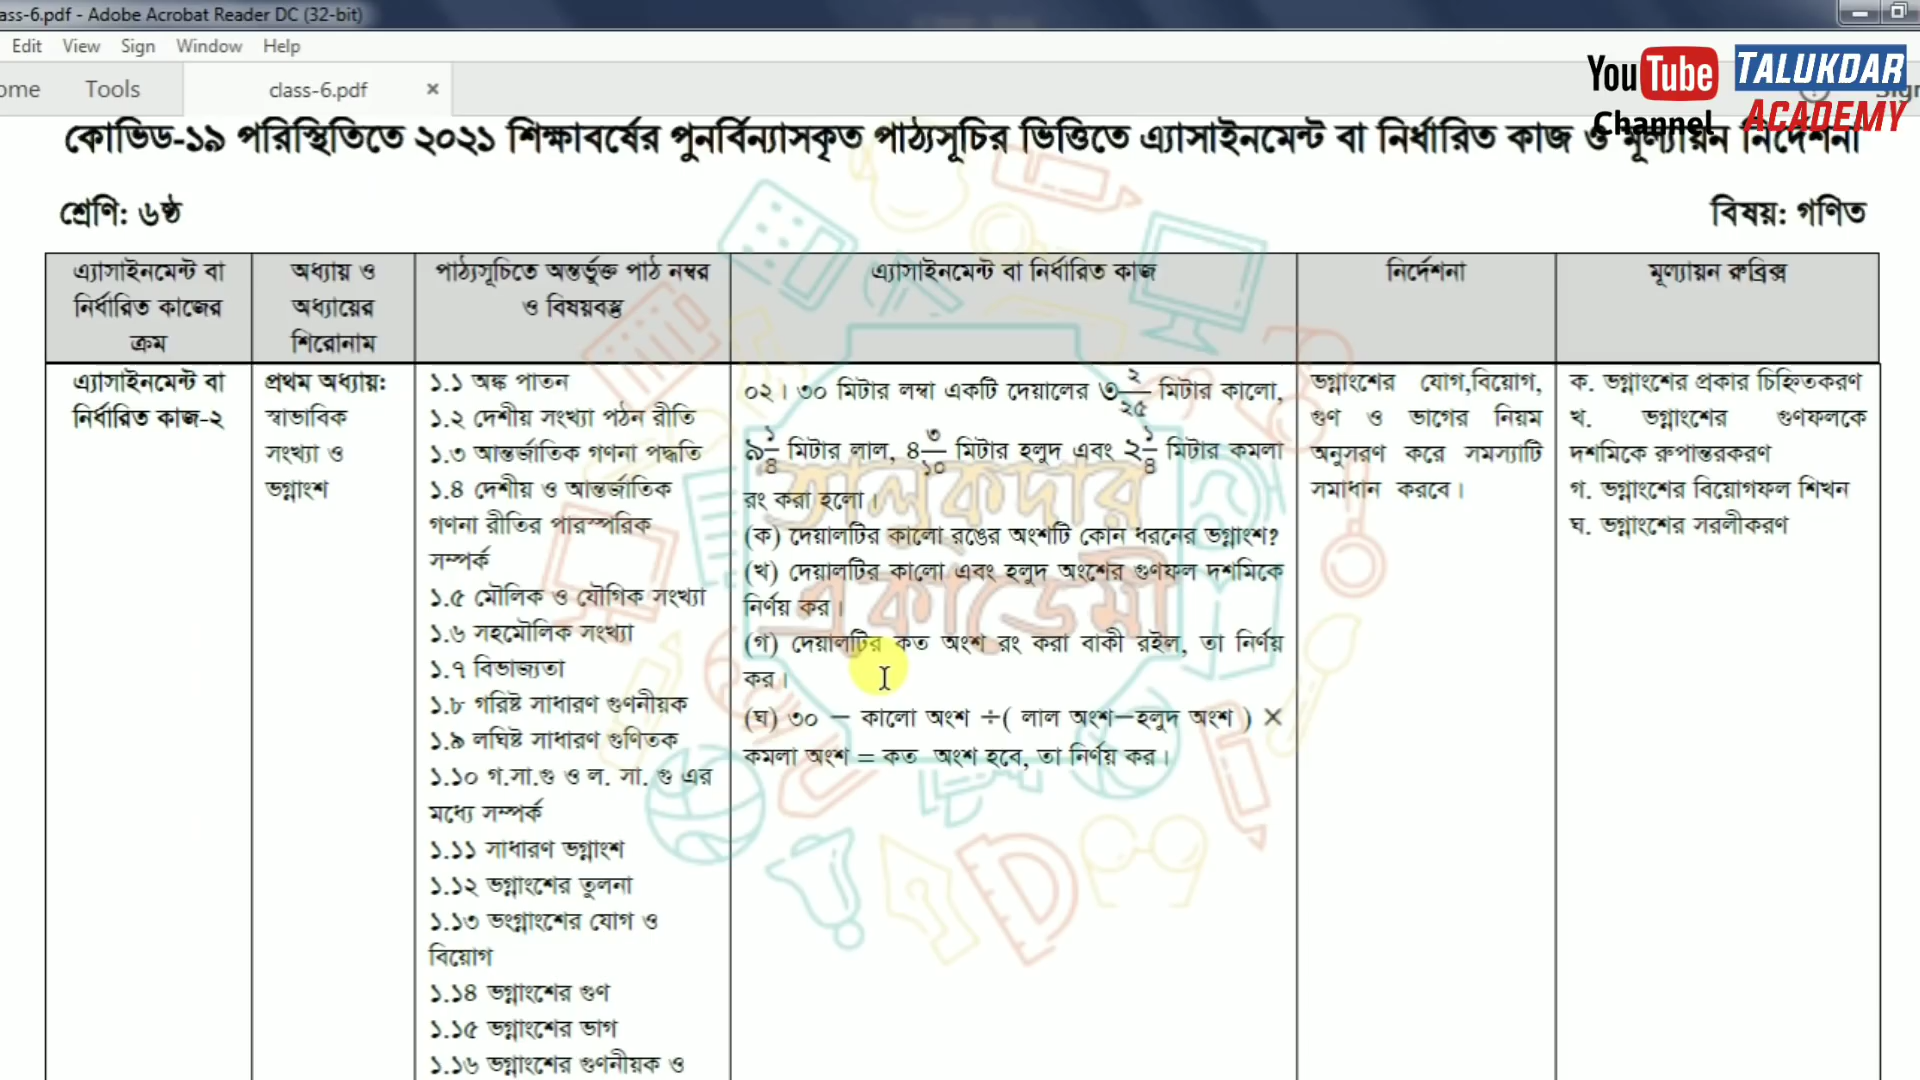 ass-6.pdf - Adobe Acrobat Reader DC (32-bit)
Edit View Sign Window Help
ome Tools class-6.pdf ×
YouTube Channel
TALUKDAR ACADEMY
কোভিড-১৯ পরিস্থিতিতে ২০২১ শিক্ষাবর্ষের পুনর্বিন্যাসকৃত পাঠ্যসূচির ভিত্তিতে এ্যাসাইনমেন্ট বা নির্ধারিত কাজ ও মূল্যায়ন নির্দেশনা
শ্রেণি: ৬ষ্ঠ
বিষয়: গণিত
এ্যাসাইনমেন্ট বা
নির্ধারিত কাজের
ক্রম
অধ্যায় ও
অধ্যায়ের
শিরোনাম
পাঠ্যসূচিতে অন্তর্ভুক্ত পাঠ নম্বর
ও বিষয়বস্তু
এ্যাসাইনমেন্ট বা নির্ধারিত কাজ
নির্দেশনা
মূল্যায়ন রুব্রিক্স
এ্যাসাইনমেন্ট বা
নির্ধারিত কাজ-২
প্রথম অধ্যায়:
স্বাভাবিক
সংখ্যা ও
ভগ্নাংশ
১.১ অঙ্ক পাতন
১.২ দেশীয় সংখ্যা পঠন রীতি
১.৩ আন্তর্জাতিক গণনা পদ্ধতি
১.৪ দেশীয় ও আন্তর্জাতিক
গণনা রীতির পারস্পরিক
সম্পর্ক
১.৫ মৌলিক ও যৌগিক সংখ্যা
১.৬ সহমৌলিক সংখ্যা
১.৭ বিভাজ্যতা
১.৮ গরিষ্ট সাধারণ গুণনীয়ক
১.৯ লঘিষ্ট সাধারণ গুণিতক
১.১০ গ.সা.গু ও ল. সা. গু এর
মধ্যে সম্পর্ক
১.১১ সাধারণ ভগ্নাংশ
১.১২ ভগ্নাংশের তুলনা
১.১৩ ভংগ্নাংশের যোগ ও
বিয়োগ
১.১৪ ভগ্নাংশের গুণ
১.১৫ ভগ্নাংশের ভাগ
১.১৬ ভগ্নাংশের গুণনীয়ক ও
০২। ৩০ মিটার লম্বা একটি দেয়ালের ৩ ২/২৫ মিটার কালো,
৯ ১/৪ মিটার লাল, ৪ ৩/১০ মিটার হলুদ এবং ২ ১/৪ মিটার কমলা
রং করা হলো।
(ক) দেয়ালটির কালো রঙের অংশটি কোন ধরনের ভগ্নাংশ?
(খ) দেয়ালটির কালো এবং হলুদ অংশের গুণফল দশমিকে
নির্ণয় কর।
(গ) দেয়ালটির কত অংশ রং করা বাকী রইল, তা নির্ণয়
কর।
(ঘ) ৩০ – কালো অংশ ÷( লাল অংশ–হলুদ অংশ ) ×
কমলা অংশ = কত অংশ হবে, তা নির্ণয় কর।
ভগ্নাংশের যোগ,বিয়োগ,
গুণ ও ভাগের নিয়ম
অনুসরণ করে সমস্যাটি
সমাধান করবে।
ক. ভগ্নাংশের প্রকার চিহ্নিতকরণ
খ. ভগ্নাংশের গুণফলকে
দশমিকে রুপান্তরকরণ
গ. ভগ্নাংশের বিয়োগফল শিখন
ঘ. ভগ্নাংশের সরলীকরণ
তালুকদার
একাডেমী